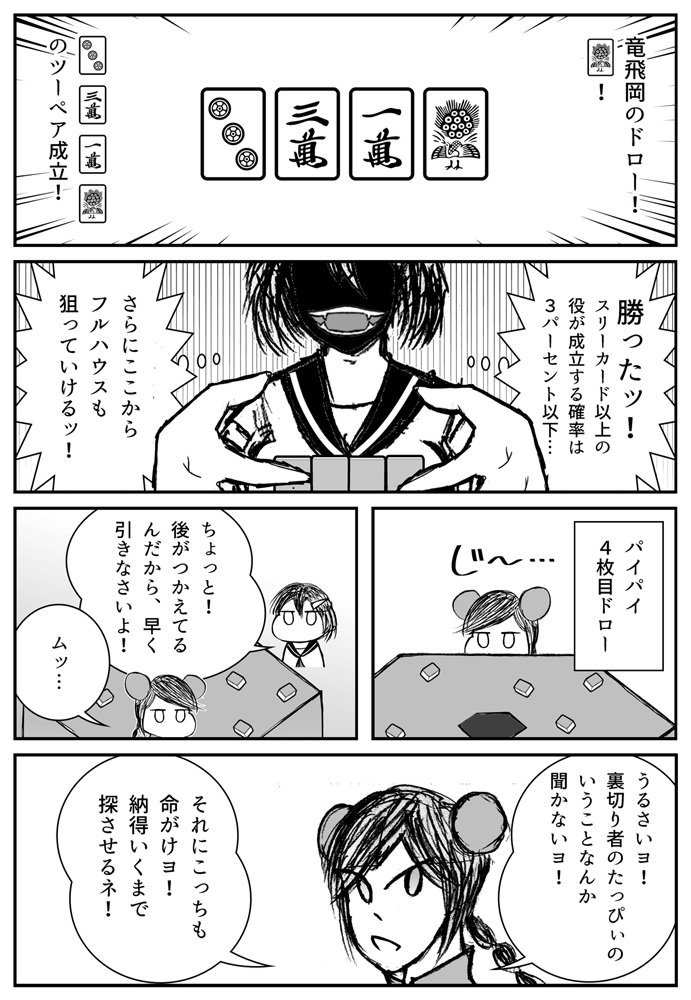 竜飛岡のドロー！
！
三萬
一萬
三萬
一萬
のツーペア成立！
勝ったッ！
スリーカード以上の
役が成立する確率は
３パーセント以下…
さらにここから
フルハウスも
狙っていけるッ！
パイパイ
４枚目ドロー
じ～…
ちょっと！
後がつかえてる
んだから、早く
引きなさいよ！
ムッ…
うるさいヨ！
裏切り者のたっぴぃの
いうことなんか
聞かないヨ！
それにこっちも
命がけヨ！
納得いくまで
探させるネ！